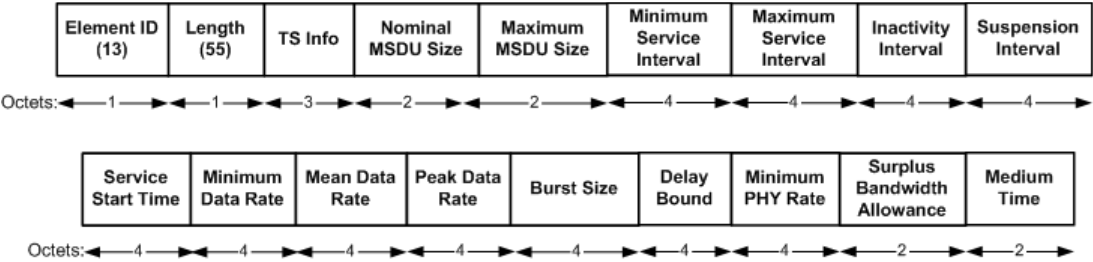 Element ID
(13)
Length
(55)
TS Info
Nominal
MSDU Size
Maximum
MSDU Size
Minimum
Service
Interval
Maximum
Service
Interval
Inactivity
Interval
Suspension
Interval
Octets: 1 1 3 2 2 4 4 4 4
Service
Start Time
Minimum
Data Rate
Mean Data
Rate
Peak Data
Rate
Burst Size
Delay
Bound
Minimum
PHY Rate
Surplus
Bandwidth
Allowance
Medium
Time
Octets: 4 4 4 4 4 4 4 2 2